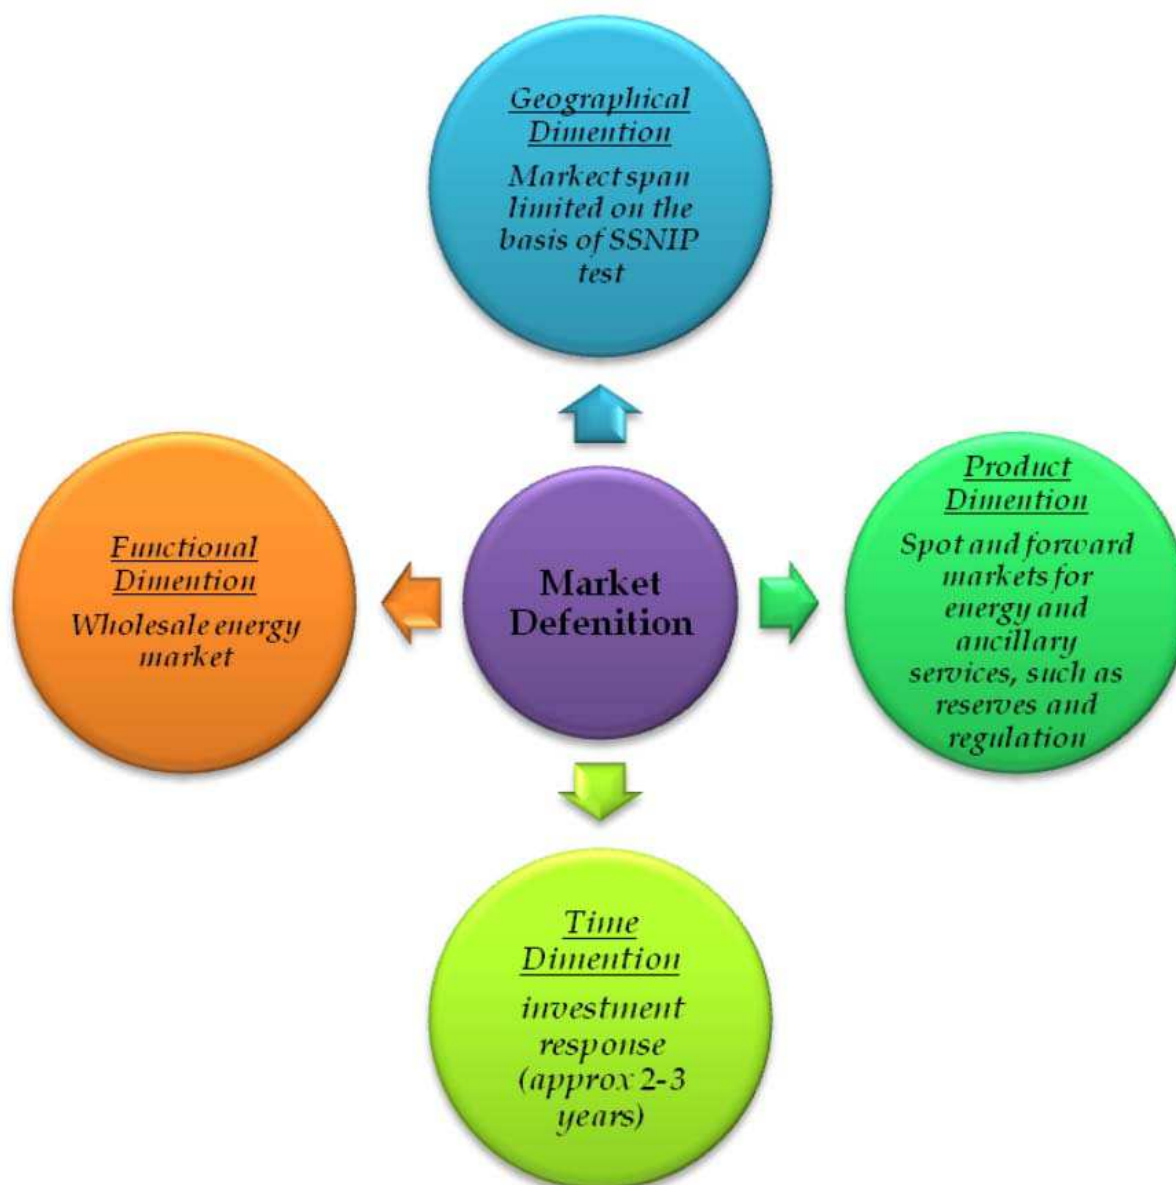 Geographical
Dimention
Markect span
limited on the
basis of SSNIP
test
Functional
Dimention
Wholesale energy
market
Market
Defenition
Product
Dimention
Spot and forward
markets for
energy and
ancillary
services, such as
reserves and
regulation
Time
Dimention
investment
response
(approx 2-3
years)